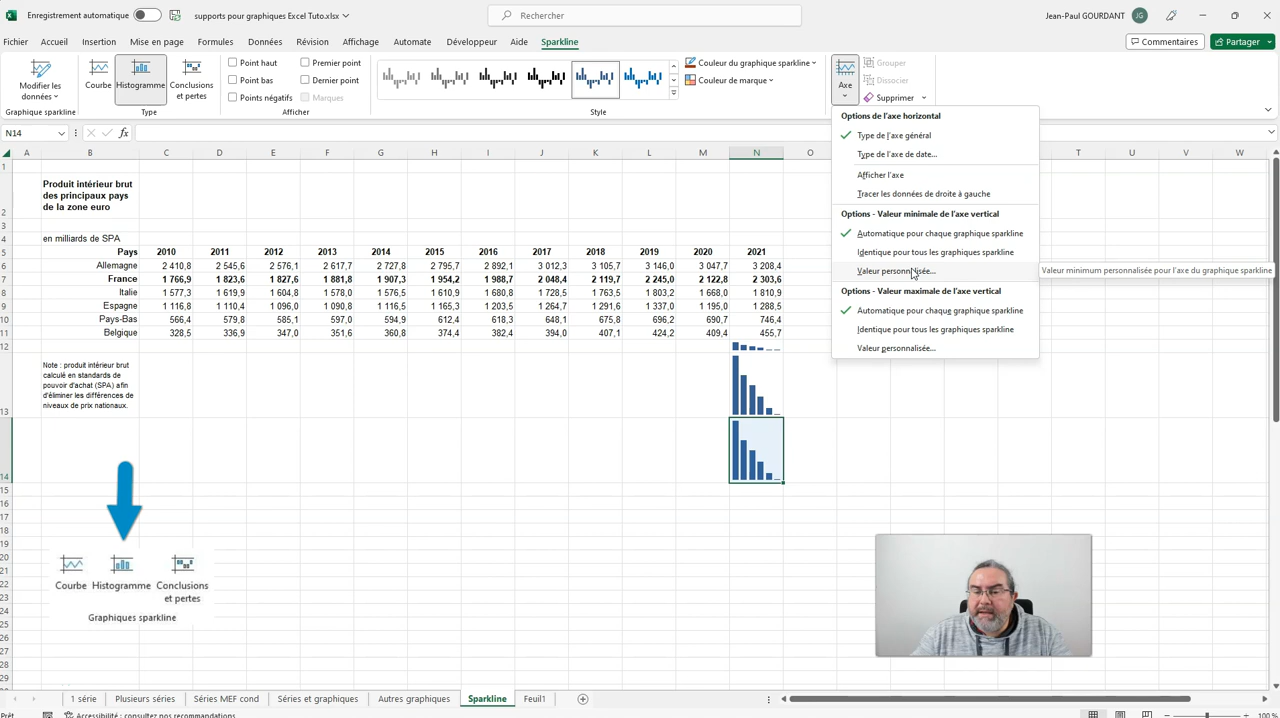 Enregistrement automatique
supports pour graphiques Excel Tuto.xlsx
Rechercher
Jean-Paul GOURDANT
JG
Fichier Accueil Insertion Mise en page Formules Données Révision Affichage Automate Développeur Aide Sparkline
Commentaires
Partager
Modifier les données
Graphique sparkline
Courbe
Histogramme
Conclusions et pertes
Type
Point haut
Premier point
Point bas
Dernier point
Points négatifs
Marques
Afficher
Style
Couleur du graphique sparkline
Couleur de marque
Axe
Grouper
Dissocier
Supprimer
Options de l'axe horizontal
Type de l'axe général
Type de l'axe de date...
Afficher l'axe
Tracer les données de droite à gauche
Options - Valeur minimale de l'axe vertical
Automatique pour chaque graphique sparkline
Identique pour tous les graphiques sparkline
Valeur personnalisée...
Valeur minimum personnalisée pour l'axe du graphique sparkline
Options - Valeur maximale de l'axe vertical
Automatique pour chaque graphique sparkline
Identique pour tous les graphiques sparkline
Valeur personnalisée...
N14
fx
A B C D E F G H I J K L M N O T U V W
1
2 Produit intérieur brut
des principaux pays
de la zone euro
3
4 en milliards de SPA
5 Pays 2010 2011 2012 2013 2014 2015 2016 2017 2018 2019 2020 2021
6 Allemagne 2 410,8 2 545,6 2 576,1 2 617,7 2 727,8 2 795,7 2 892,1 3 012,3 3 105,7 3 146,0 3 047,7 3 208,4
7 France 1 766,9 1 823,6 1 827,6 1 881,8 1 907,3 1 954,2 1 988,7 2 048,4 2 119,7 2 245,0 2 122,8 2 303,6
8 Italie 1 577,3 1 619,9 1 604,8 1 578,0 1 576,5 1 610,9 1 680,8 1 728,5 1 763,5 1 803,2 1 668,0 1 810,9
9 Espagne 1 116,8 1 110,4 1 096,0 1 090,8 1 116,5 1 165,3 1 203,5 1 264,7 1 291,6 1 317,0 1 195,0 1 288,5
10 Pays-Bas 566,4 579,8 585,1 597,0 594,9 612,4 618,3 648,1 675,8 696,2 690,2 746,4
11 Belgique 328,5 336,9 347,0 351,6 360,8 374,4 382,4 394,0 407,1 424,2 409,4 455,7
12
13 Note : produit intérieur brut
calculé en standards de
pouvoir d'achat (SPA) afin
d'éliminer les différences de
niveaux de prix nationaux.
14
15
16
17
18
19
20
21
22
23
24
25
26
27
28
Courbe Histogramme Conclusions
et pertes
Graphiques sparkline
1 série Plusieurs séries Séries MEF cond Séries et graphiques Autres graphiques Sparkline Feuil1
Prêt
Accessibilité : consultez nos recommandations
100 %